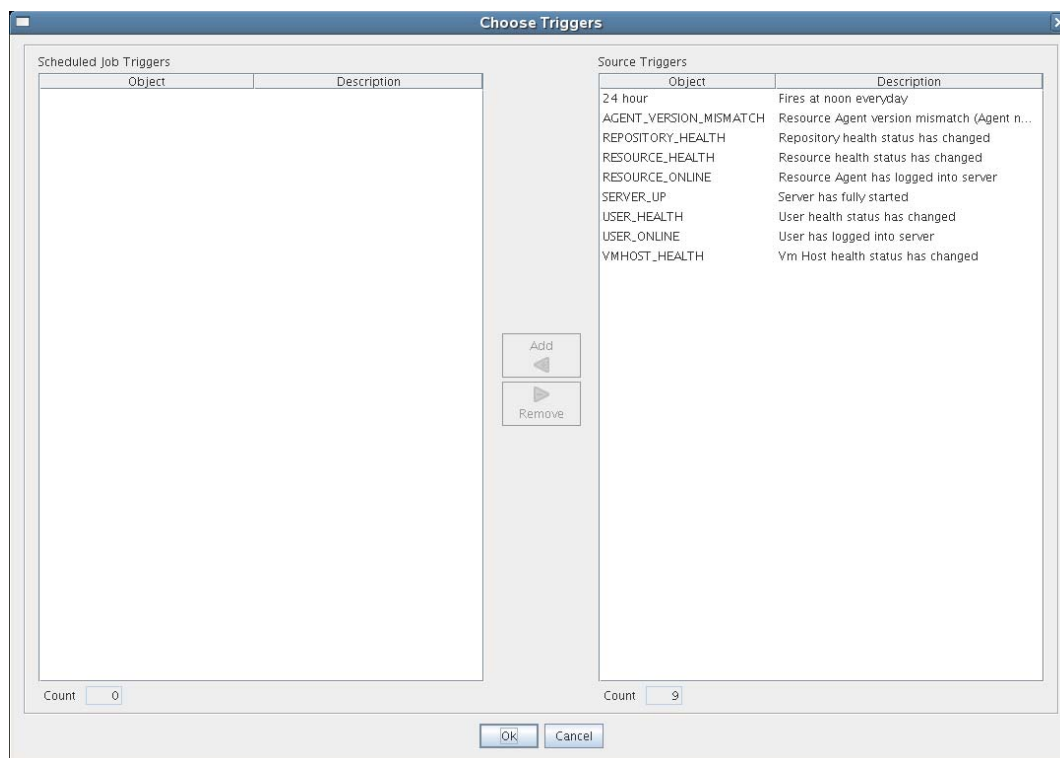 Choose Triggers
Scheduled Job Triggers
Object Description
Count 0
Add
Remove
Source Triggers
Object Description
24 hour Fires at noon everyday
AGENT_VERSION_MISMATCH Resource Agent version mismatch (Agent n...
REPOSITORY_HEALTH Repository health status has changed
RESOURCE_HEALTH Resource health status has changed
RESOURCE_ONLINE Resource Agent has logged into server
SERVER_UP Server has fully started
USER_HEALTH User health status has changed
USER_ONLINE User has logged into server
VMHOST_HEALTH Vm Host health status has changed
Count 9
Ok Cancel